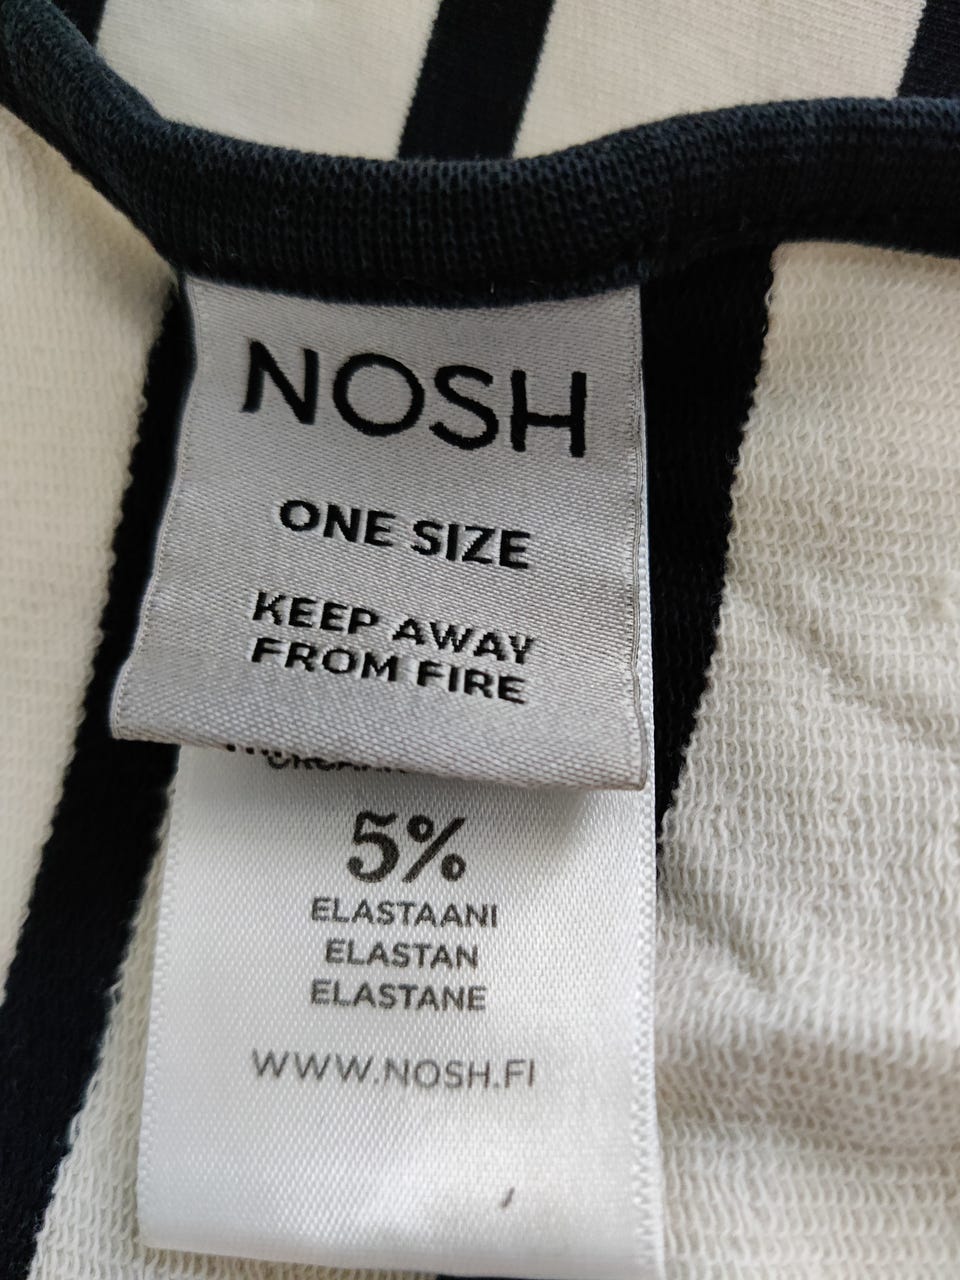 NOSH
ONE SIZE
KEEP AWAY
FROM FIRE
5%
ELASTAANI
ELASTAN
ELASTANE
WWW.NOSH.FI